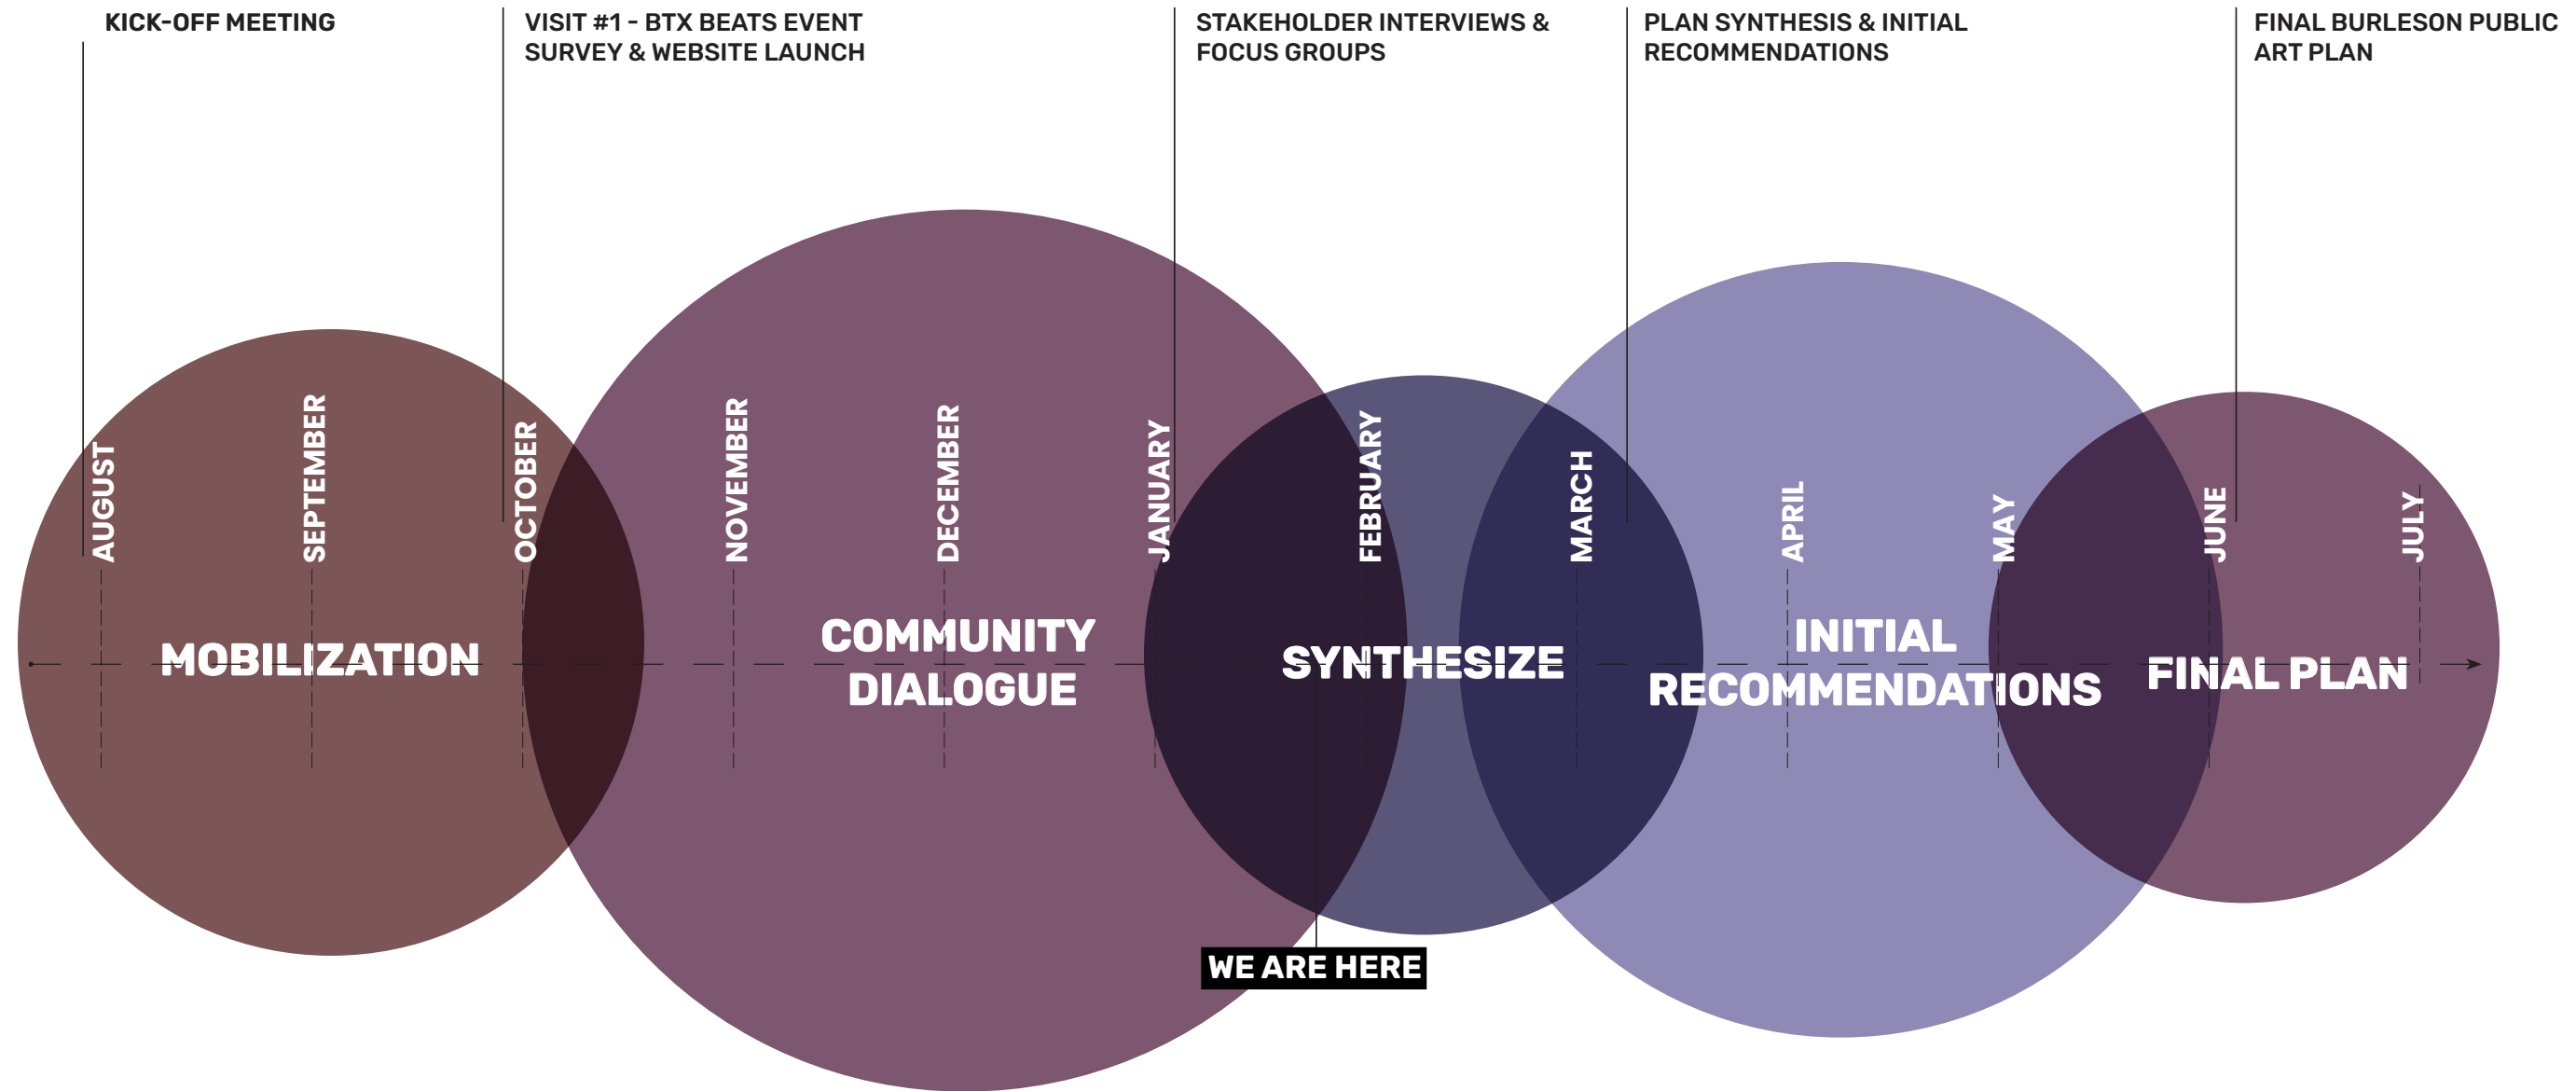 KICK-OFF MEETING
VISIT #1 - BTX BEATS EVENT
SURVEY & WEBSITE LAUNCH
STAKEHOLDER INTERVIEWS &
FOCUS GROUPS
PLAN SYNTHESIS & INITIAL
RECOMMENDATIONS
FINAL BURLESON PUBLIC
ART PLAN
AUGUST
SEPTEMBER
OCTOBER
NOVEMBER
DECEMBER
JANUARY
FEBRUARY
MARCH
APRIL
MAY
JUNE
JULY
MOBILIZATION
COMMUNITY
DIALOGUE
SYNTHESIZE
INITIAL
RECOMMENDATIONS
FINAL PLAN
WE ARE HERE